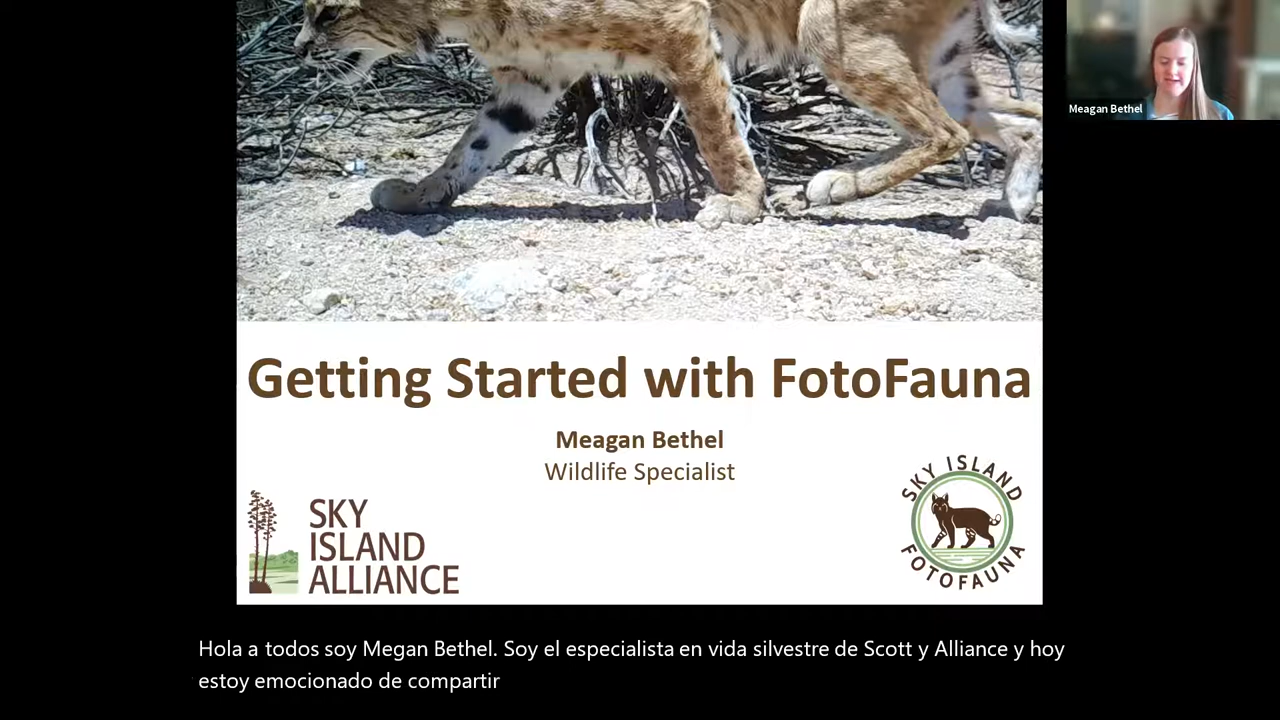 Meagan Bethel
Getting Started with FotoFauna
Meagan Bethel
Wildlife Specialist
SKY
ISLAND
ALLIANCE
SKY ISLAND
FOTOFAUNA
Hola a todos soy Megan Bethel. Soy el especialista en vida silvestre de Scott y Alliance y hoy
estoy emocionado de compartir